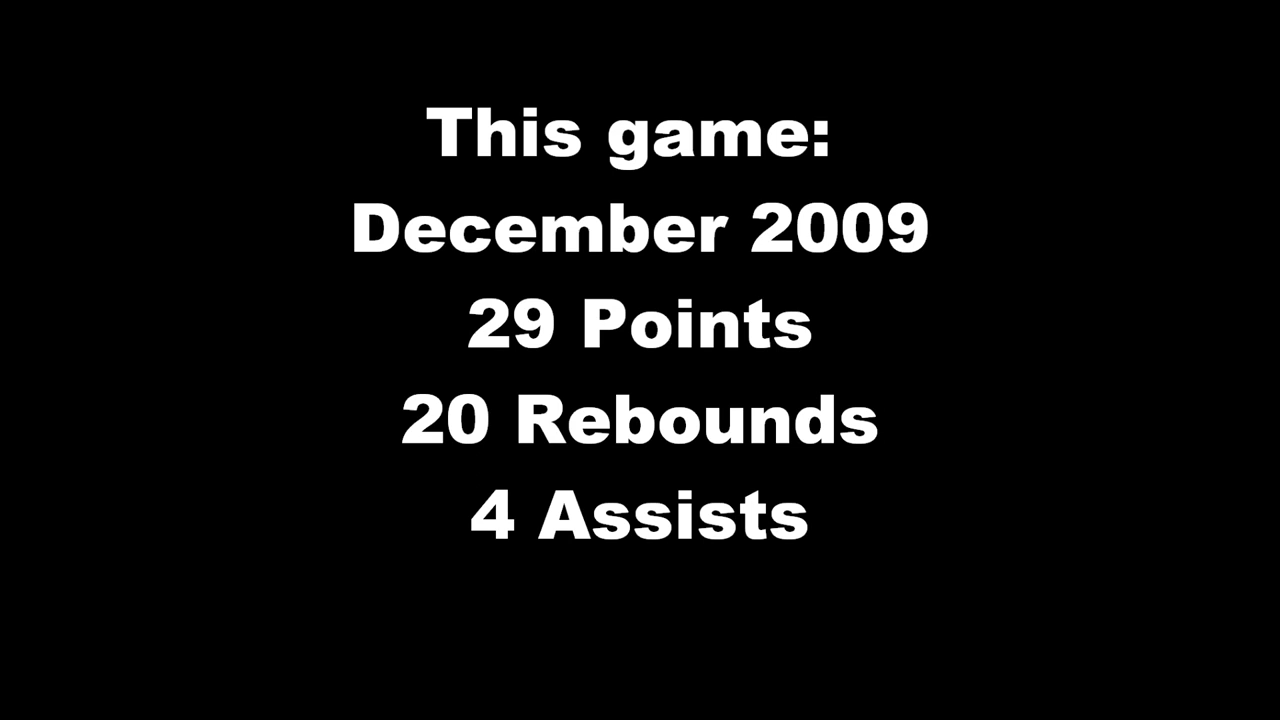 This game:
December 2009
29 Points
20 Rebounds
4 Assists